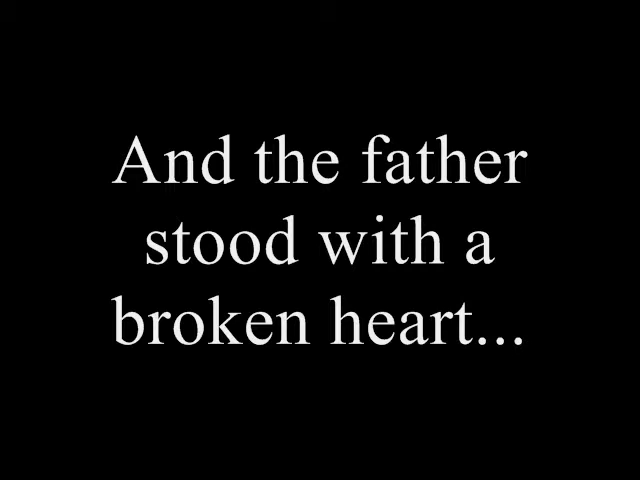 And the father
stood with a
broken heart...